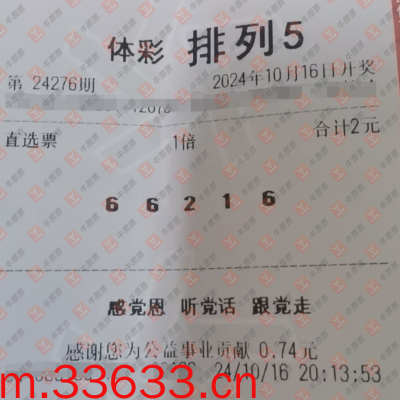 体彩 排列5
第 24276期 2024年10月16日开奖
直选票 1倍 合计2元
6 6 2 1 6
感党恩 听党话 跟党走
感谢您为公益事业贡献 0.74元
24/10/16 20:13:53
m.33633.cn